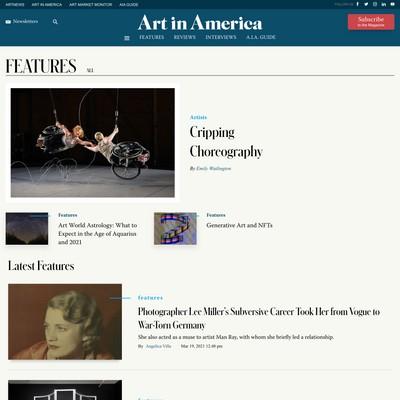 ARTNEWS ART IN AMERICA ART MARKET MONITOR AIA GUIDE FOLLOW US
Newsletters
Art in America
Subscribe
to the Magazine
FEATURES REVIEWS INTERVIEWS A.I.A. GUIDE
FEATURES ALL
Artists
Cripping
Choreography
By Emily Watlington
Features
Art World Astrology: What to
Expect in the Age of Aquarius
and 2021
Features
Generative Art and NFTs
Latest Features
features
Photographer Lee Miller's Subversive Career Took Her from Vogue to
War-Torn Germany
She also acted as a muse to artist Man Ray, with whom she briefly led a relationship.
By Angelica Villa Mar 19, 2021 12:49 pm